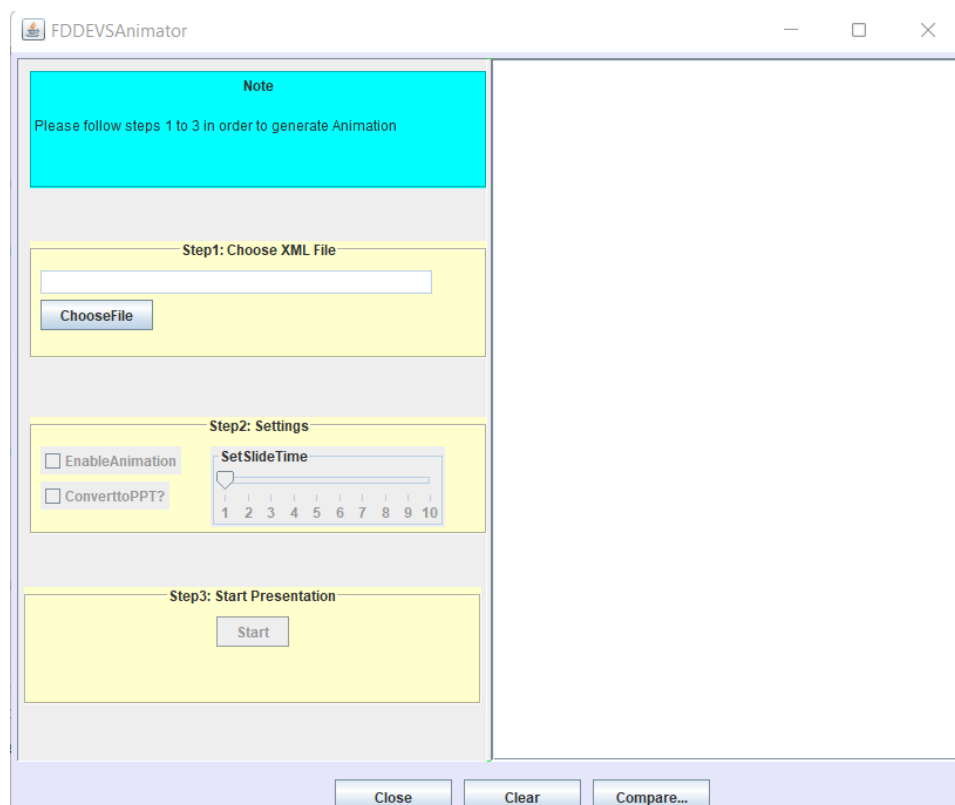 FDDEVSAnimator
Note
Please follow steps 1 to 3 in order to generate Animation
Step1: Choose XML File
ChooseFile
Step2: Settings
EnableAnimation
SetSlideTime
ConverttoPPT?
1 2 3 4 5 6 7 8 9 10
Step3: Start Presentation
Start
Close Clear Compare...